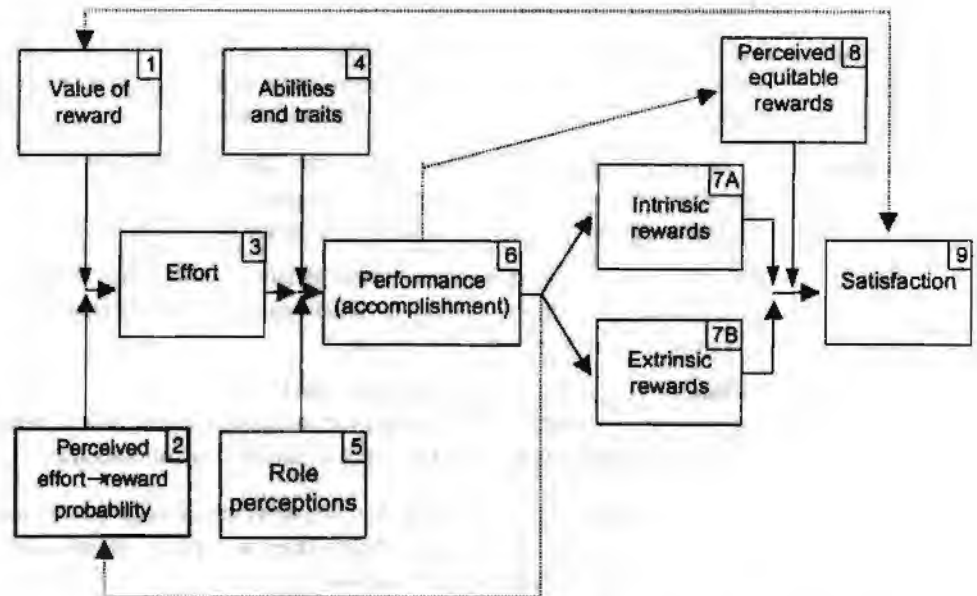 1
Value of
reward
4
Abilities
and traits
8
Perceived
equitable
rewards
7A
Intrinsic
rewards
3
Effort
6
Performance
(accomplishment)
9
Satisfaction
7B
Extrinsic
rewards
2
Perceived
effort→reward
probability
5
Role
perceptions